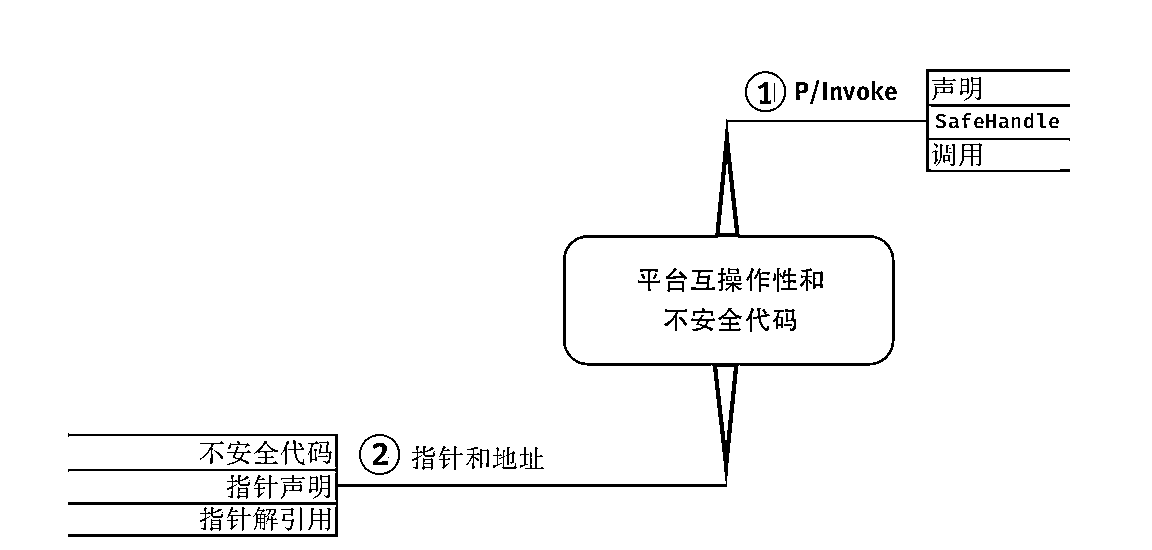 ① P/Invoke
声明
SafeHandle
调用
平台互操作性和
不安全代码
② 指针和地址
不安全代码
指针声明
指针解引用